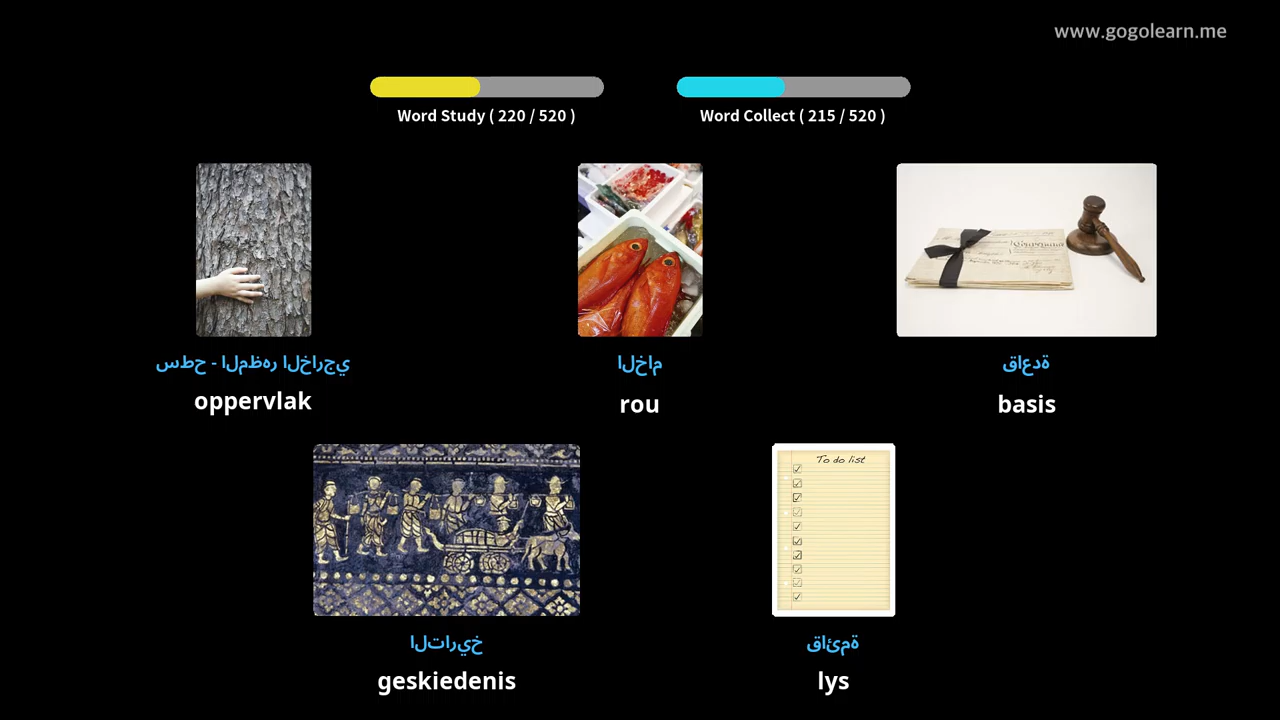 www.gogolearn.me
Word Study ( 220 / 520 )
Word Collect ( 215 / 520 )
سطح - المظهر الخارجي
الخام
قاعدة
oppervlak
rou
basis
To do list
التاريخ
قائمة
geskiedenis
lys